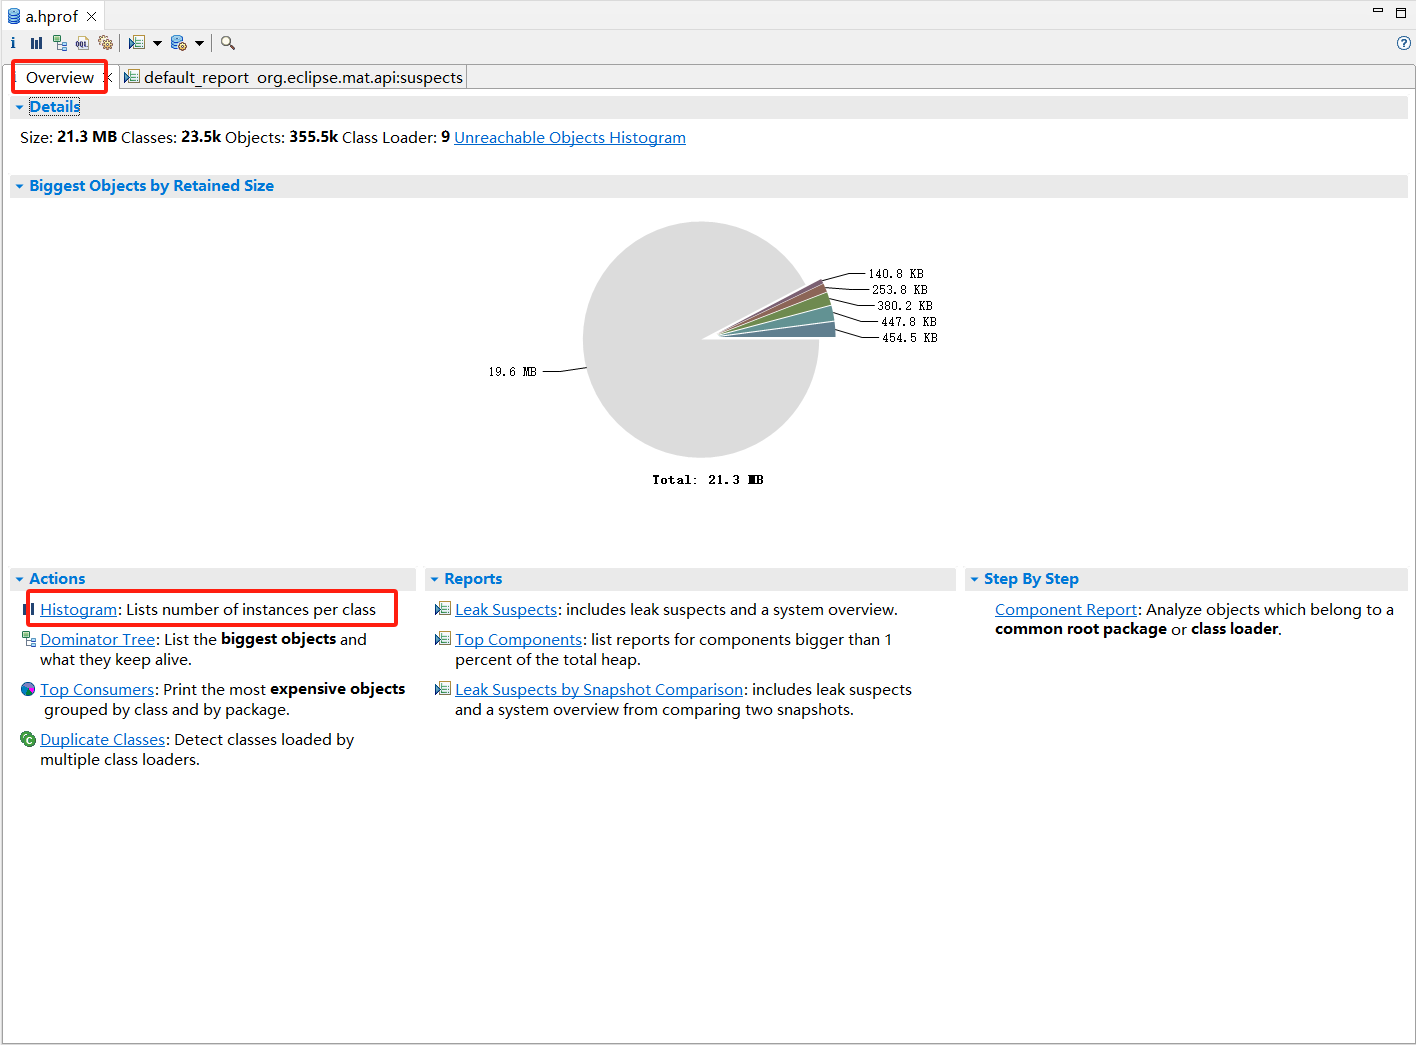 a.hprof
Overview
default_report org.eclipse.mat.api:suspects
Details
Size: 21.3 MB Classes: 23.5k Objects: 355.5k Class Loader: 9 Unreachable Objects Histogram
Biggest Objects by Retained Size
140.8 KB
253.8 KB
380.2 KB
447.8 KB
454.5 KB
19.6 MB
Total: 21.3 MB
Actions
Histogram: Lists number of instances per class
Dominator Tree: List the biggest objects and
what they keep alive.
Top Consumers: Print the most expensive objects
grouped by class and by package.
Duplicate Classes: Detect classes loaded by
multiple class loaders.
Reports
Leak Suspects: includes leak suspects and a system overview.
Top Components: list reports for components bigger than 1
percent of the total heap.
Leak Suspects by Snapshot Comparison: includes leak suspects
and a system overview from comparing two snapshots.
Step By Step
Component Report: Analyze objects which belong to a
common root package or class loader.